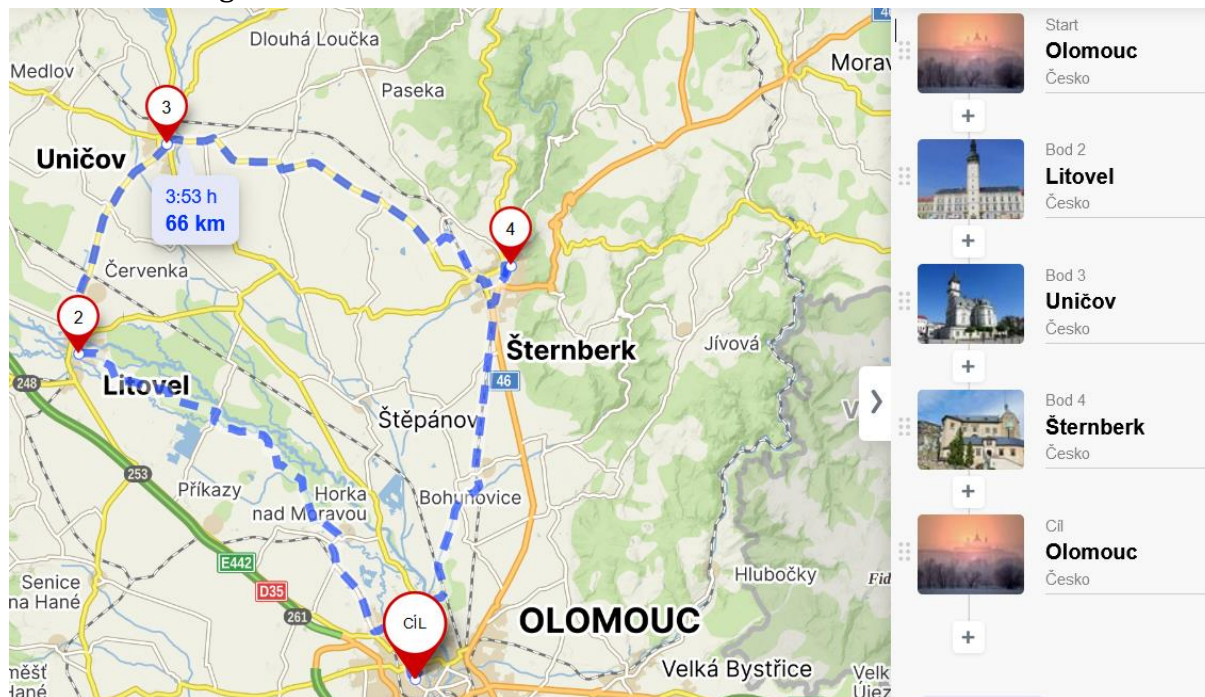 Dlouhá Loučka
Medlov
Paseka
3
Uničov
3:53 h
66 km
4
Červenka
2
Šternberk
Jívová
Litovel
248
46
Štěpánov
253
Příkazy
Horka
nad Moravou
Bohuňovice
E442
D35
Senice
na Hané
261
CÍL
Hlubočky
OLOMOUC
Velká Bystřice
Start
Olomouc
Česko
+
Bod 2
Litovel
Česko
+
Bod 3
Uničov
Česko
+
Bod 4
Šternberk
Česko
+
Cíl
Olomouc
Česko
+